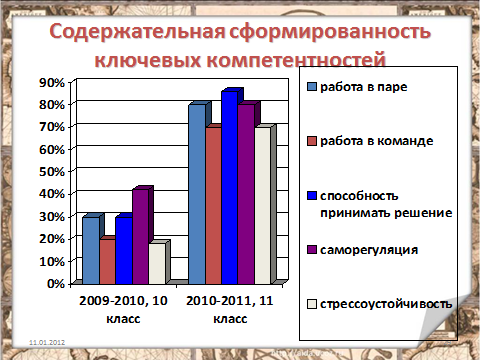 Содержательная сформированность
ключевых компетентностей
90%
80%
70%
60%
50%
40%
30%
20%
10%
0%
2009-2010, 10
класс
2010-2011, 11
класс
работа в паре
работа в команде
способность
принимать решение
саморегуляция
стрессоустойчивость
11.01.2012